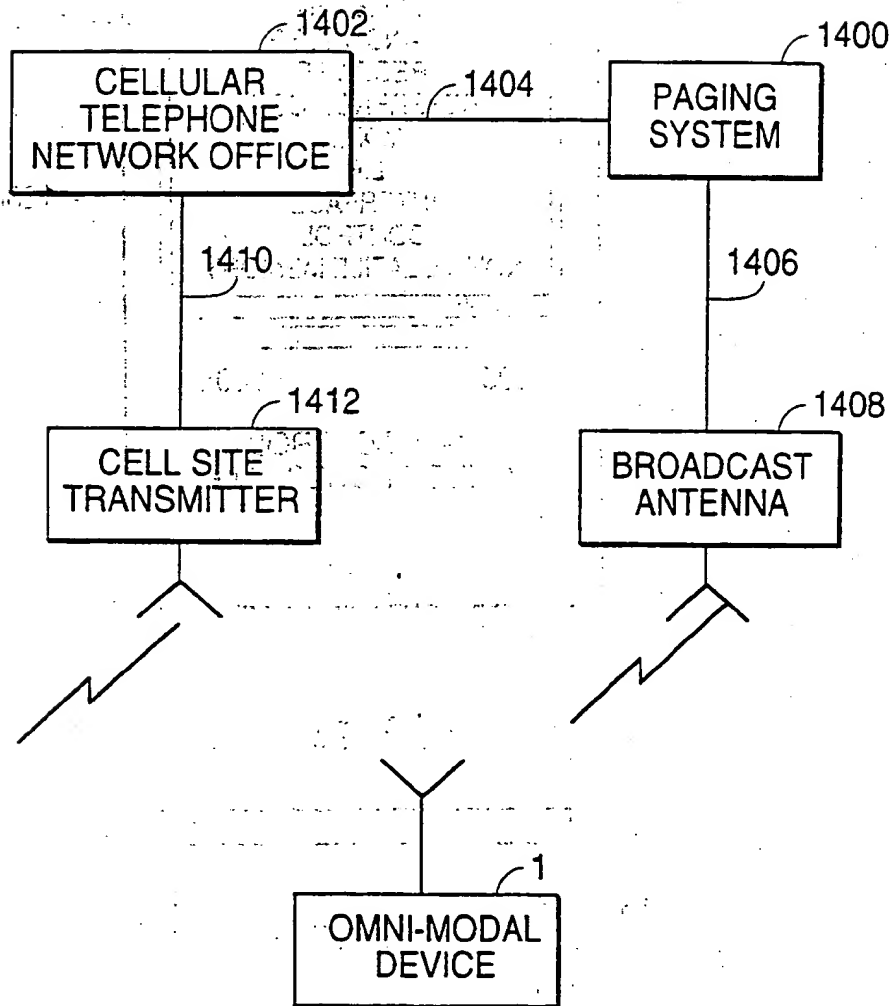 1402
CELLULAR
TELEPHONE
NETWORK OFFICE
1404
1400
PAGING
SYSTEM
1410
1406
1412
CELL SITE
TRANSMITTER
1408
BROADCAST
ANTENNA
1
OMNI-MODAL
DEVICE